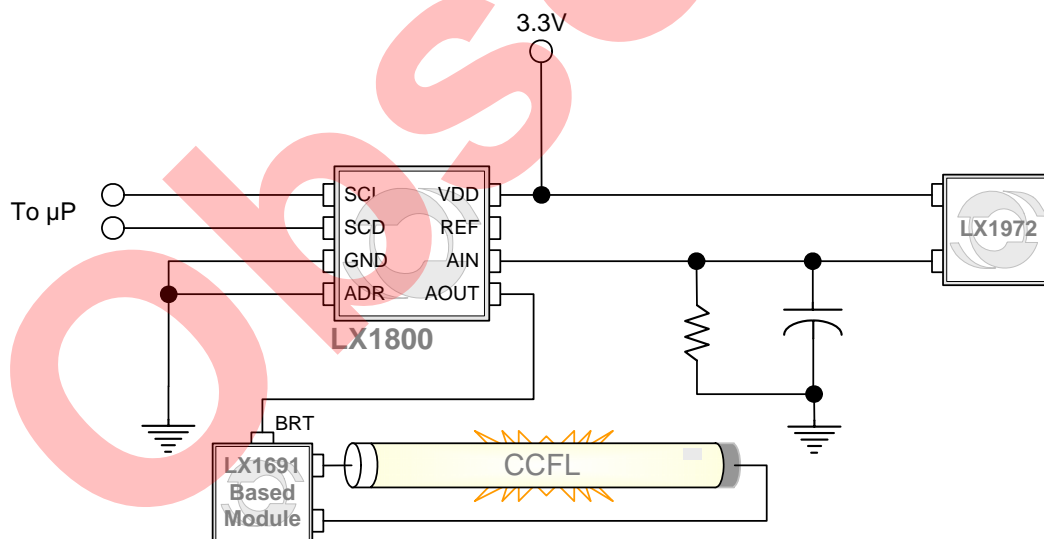 3.3V
To µP
SCL VDD
SCD REF
GND AIN
ADR AOUT
LX1800
LX1972
BRT
LX1691
Based
Module
CCFL
Obs